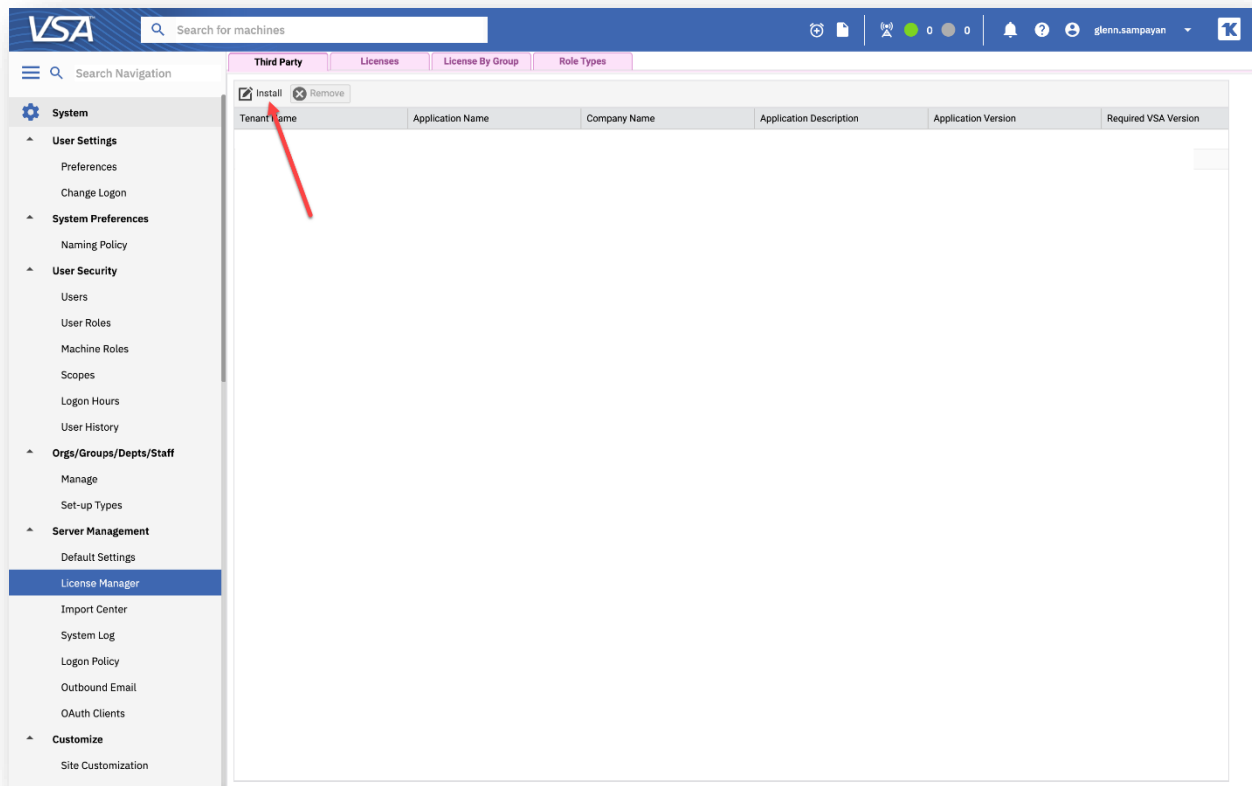 VSA
Search for machines
0 0
glenn.sampayan
Search Navigation
Third Party Licenses License By Group Role Types
Install Remove
Tenant Name Application Name Company Name Application Description Application Version Required VSA Version
System
User Settings
Preferences
Change Logon
System Preferences
Naming Policy
User Security
Users
User Roles
Machine Roles
Scopes
Logon Hours
User History
Orgs/Groups/Depts/Staff
Manage
Set-up Types
Server Management
Default Settings
License Manager
Import Center
System Log
Logon Policy
Outbound Email
OAuth Clients
Customize
Site Customization